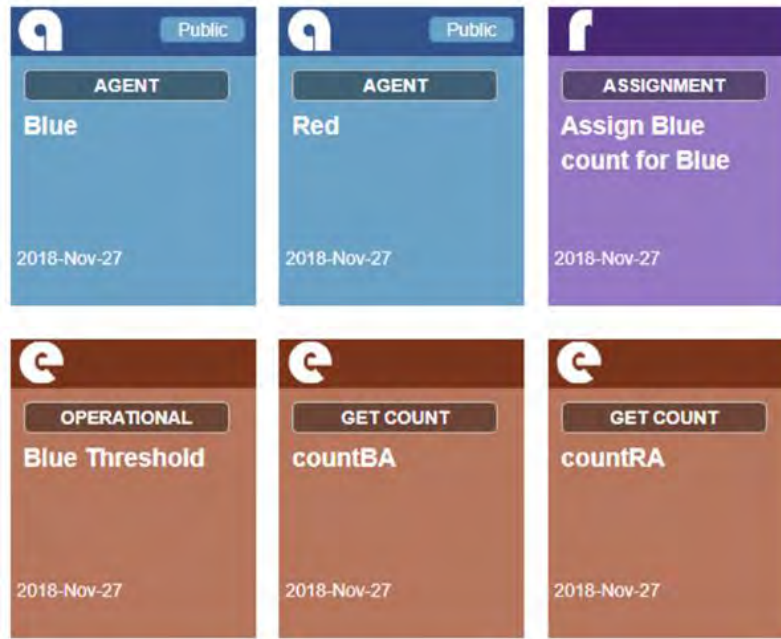 a Public
AGENT
Blue
2018-Nov-27
a Public
AGENT
Red
2018-Nov-27
r
ASSIGNMENT
Assign Blue
count for Blue
2018-Nov-27
e
OPERATIONAL
Blue Threshold
2018-Nov-27
e
GET COUNT
countBA
2018-Nov-27
e
GET COUNT
countRA
2018-Nov-27